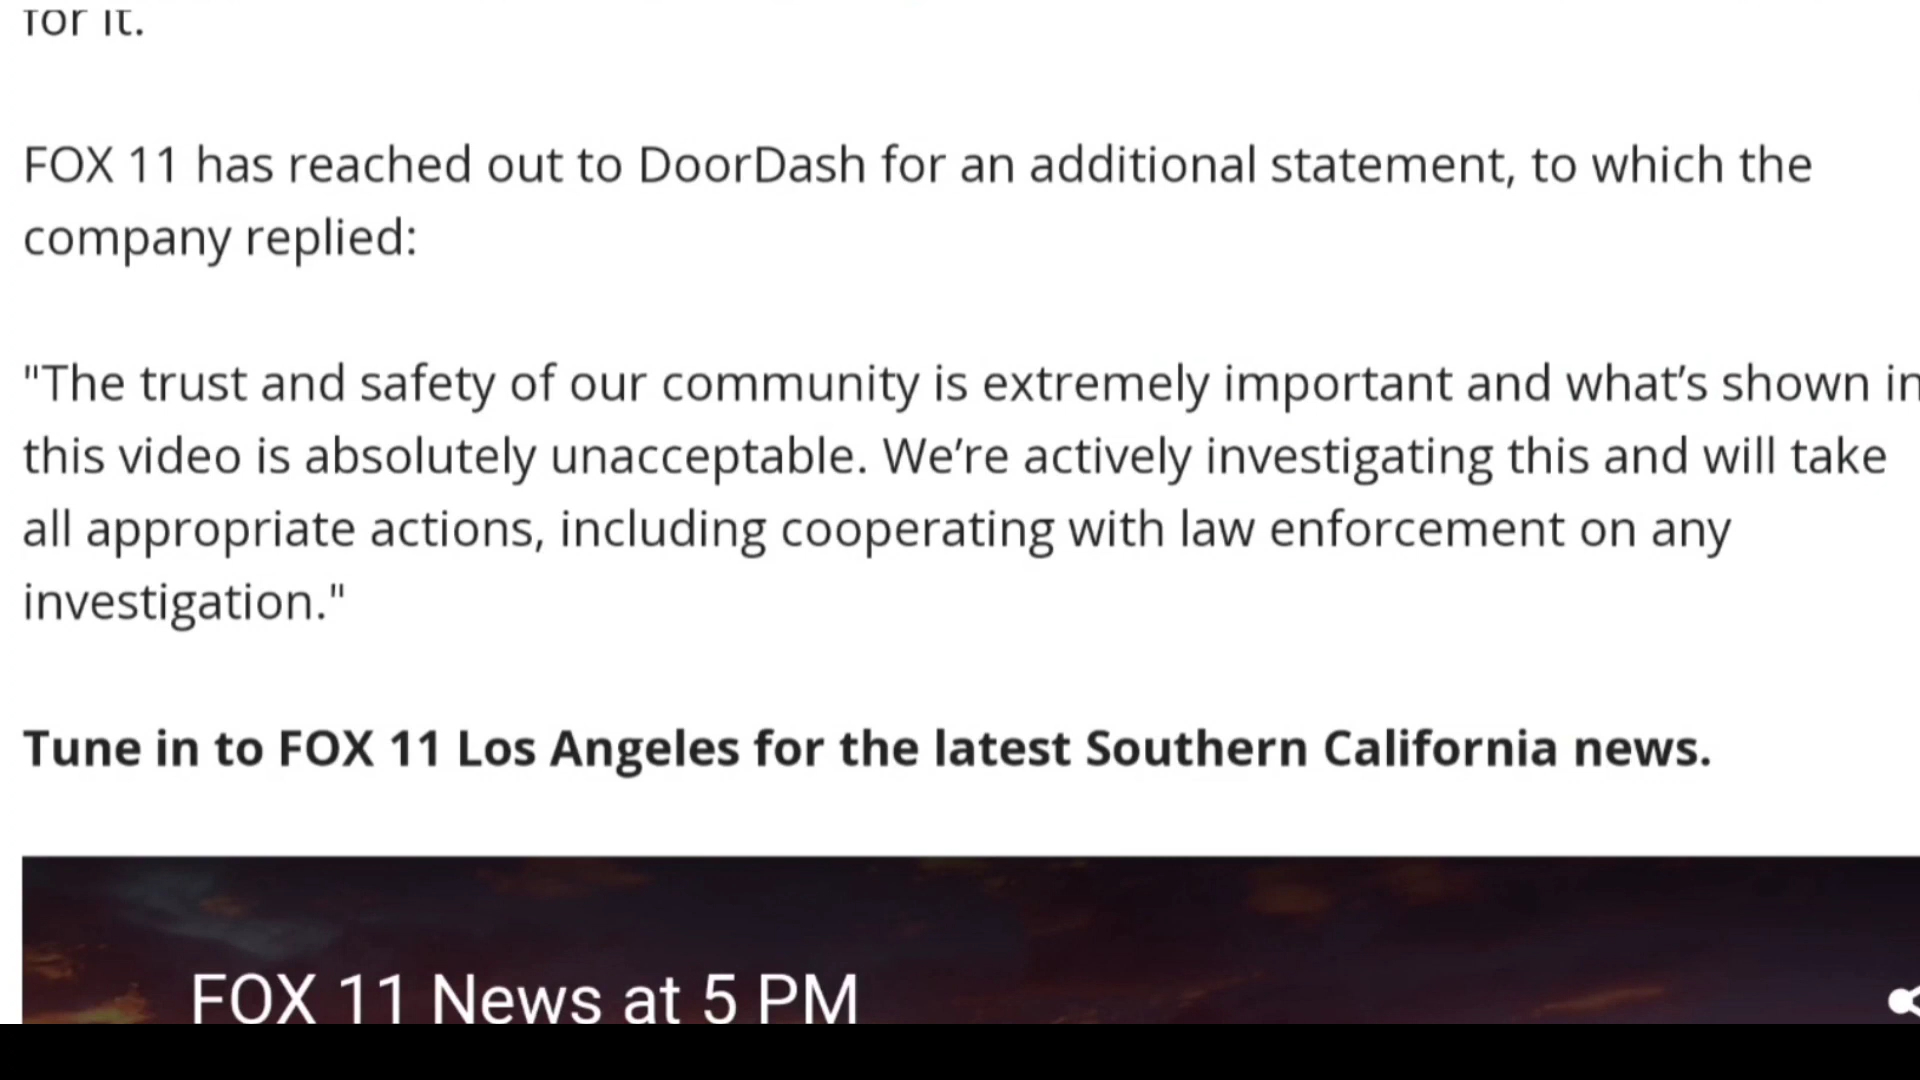 for it.
FOX 11 has reached out to DoorDash for an additional statement, to which the
company replied:
"The trust and safety of our community is extremely important and what’s shown in
this video is absolutely unacceptable. We’re actively investigating this and will take
all appropriate actions, including cooperating with law enforcement on any
investigation."
Tune in to FOX 11 Los Angeles for the latest Southern California news.
FOX 11 News at 5 PM